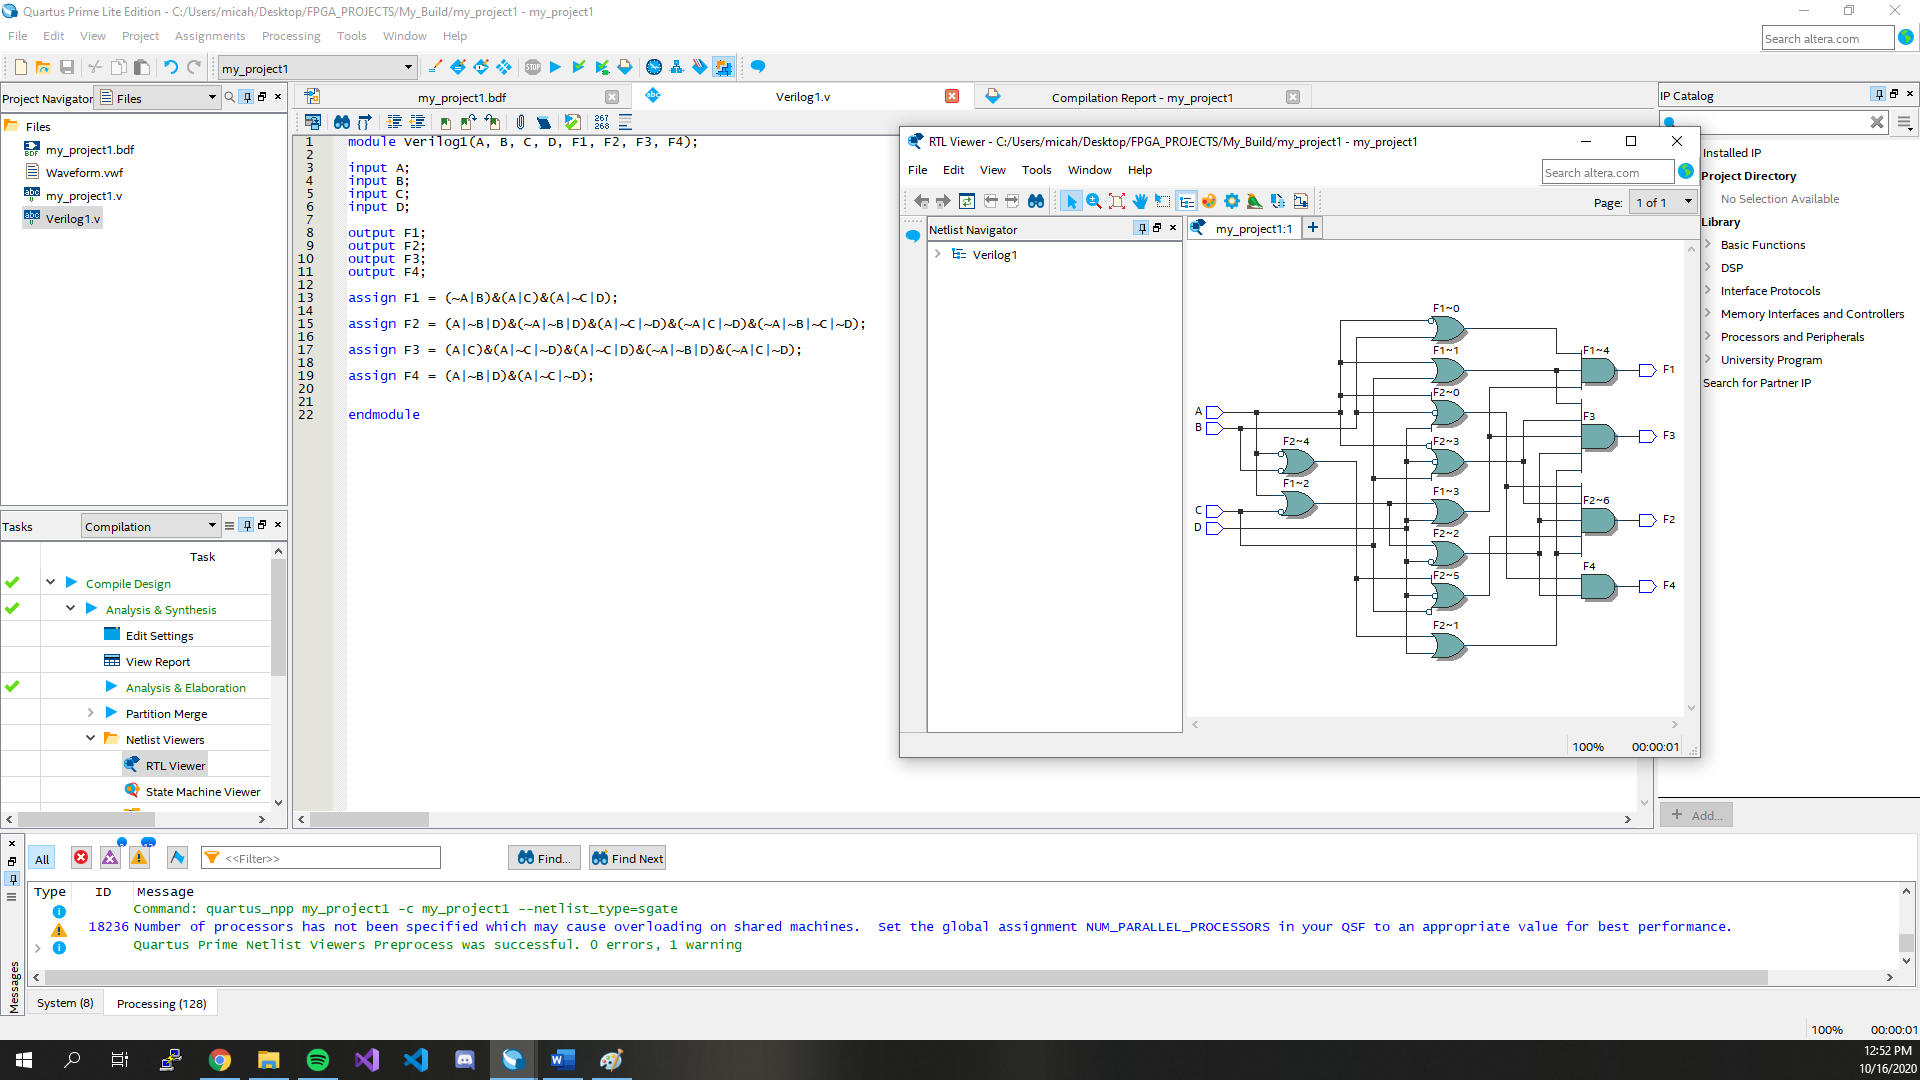 Quartus Prime Lite Edition - C:/Users/micah/Desktop/FPGA_PROJECTS/My_Build/my_project1 - my_project1
File Edit View Project Assignments Processing Tools Window Help
Search altera.com
my_project1
STOP
Project Navigator Files
my_project1.bdf
Verilog1.v
Compilation Report - my_project1
IP Catalog
Files
my_project1.bdf
Waveform.vwf
my_project1.v
Verilog1.v
267
268
1 module Verilog1(A, B, C, D, F1, F2, F3, F4);
2
3 input A;
4 input B;
5 input C;
6 input D;
7
8 output F1;
9 output F2;
10 output F3;
11 output F4;
12
13 assign F1 = (~A|B)&(A|C)&(A|~C|D);
14
15 assign F2 = (A|~B|D)&(~A|~B|D)&(A|~C|~D)&(~A|C|~D)&(~A|~B|~C|~D);
16
17 assign F3 = (A|C)&(A|~C|~D)&(A|~C|D)&(~A|~B|D)&(~A|C|~D);
18
19 assign F4 = (A|~B|D)&(A|~C|~D);
20
21
22 endmodule
RTL Viewer - C:/Users/micah/Desktop/FPGA_PROJECTS/My_Build/my_project1 - my_project1
File Edit View Tools Window Help
Search altera.com
Page: 1 of 1
Netlist Navigator
my_project1:1
Verilog1
F1~0
F1~1
F1~4
F1
F2~0
A
B
F3
F3
F2~4
F2~3
F1~2
F1~3
F2~6
C
D
F2
F2~2
F4
F2~5
F4
F2~1
100% 00:00:01
Installed IP
Project Directory
No Selection Available
Library
Basic Functions
DSP
Interface Protocols
Memory Interfaces and Controllers
Processors and Peripherals
University Program
Search for Partner IP
Add...
Tasks Compilation
Task
Compile Design
Analysis & Synthesis
Edit Settings
View Report
Analysis & Elaboration
Partition Merge
Netlist Viewers
RTL Viewer
State Machine Viewer
All
<<Filter>>
Find...
Find Next
Type ID Message
Command: quartus_npp my_project1 -c my_project1 --netlist_type=sgate
18236 Number of processors has not been specified which may cause overloading on shared machines. Set the global assignment NUM_PARALLEL_PROCESSORS in your QSF to an appropriate value for best performance.
Quartus Prime Netlist Viewers Preprocess was successful. 0 errors, 1 warning
Messages
System (8) Processing (128)
100% 00:00:01
12:52 PM
10/16/2020